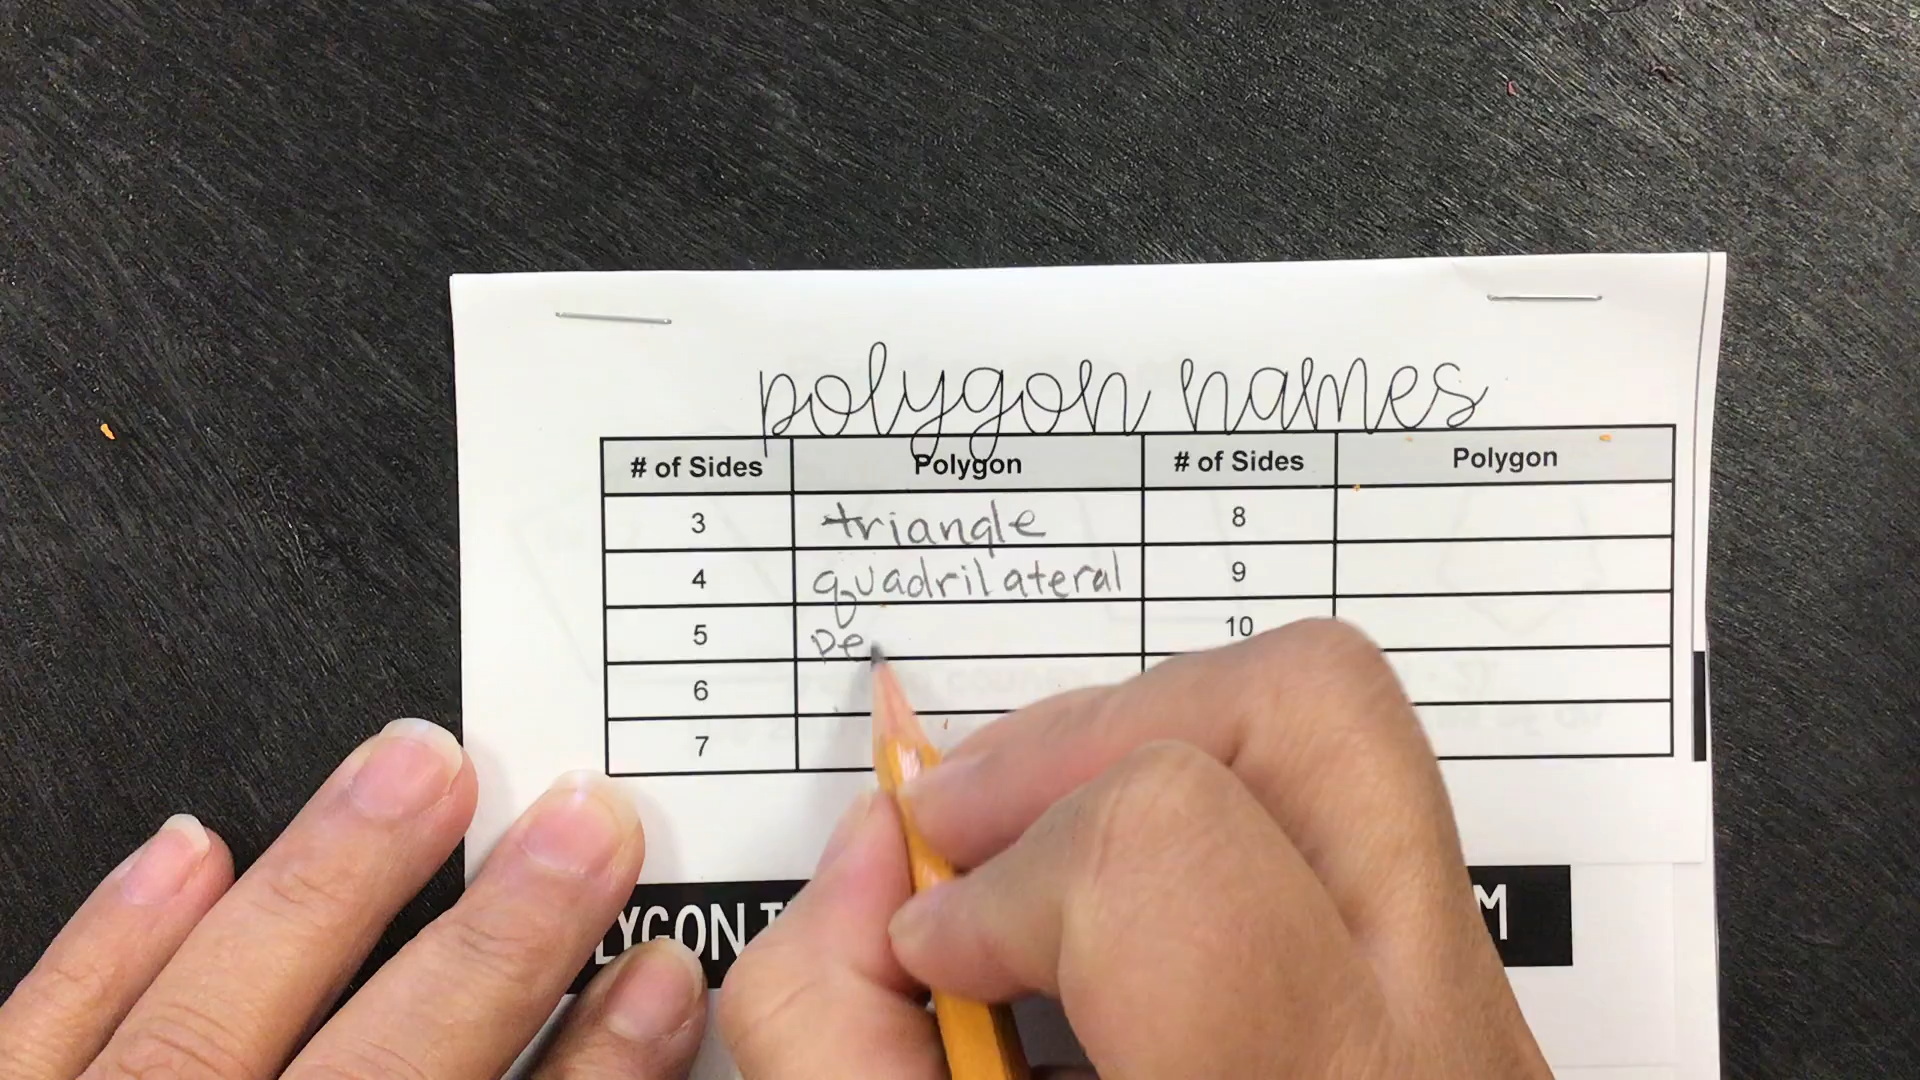 polygon names
# of Sides Polygon # of Sides Polygon
3 triangle 8
4 quadrilateral 9
5 pe 10
6
7
LYGON
M